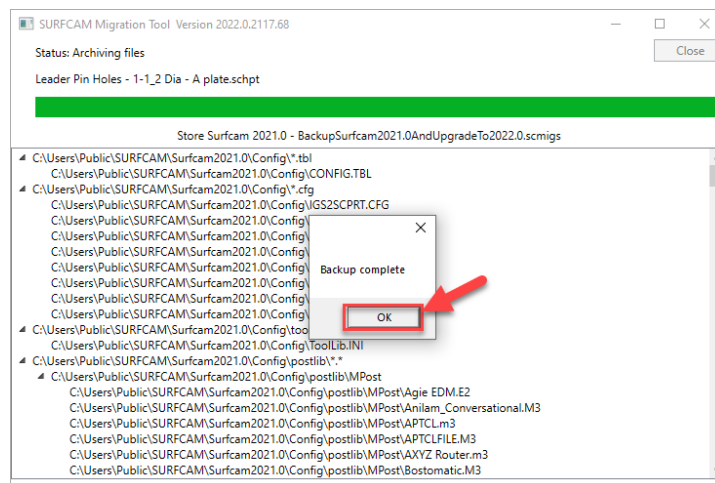 SURFCAM Migration Tool Version 2022.0.2117.68
Status: Archiving files
Close
Leader Pin Holes - 1-1_2 Dia - A plate.schpt
Store Surfcam 2021.0 - BackupSurfcam2021.0AndUpgradeTo2022.0.scmigs
C:\Users\Public\SURFCAM\Surfcam2021.0\Config\*.tbl
C:\Users\Public\SURFCAM\Surfcam2021.0\Config\CONFIG.TBL
C:\Users\Public\SURFCAM\Surfcam2021.0\Config\*.cfg
C:\Users\Public\SURFCAM\Surfcam2021.0\Config\IGS2SCPRT.CFG
C:\Users\Public\SURFCAM\Surfcam2021.0\Config\
C:\Users\Public\SURFCAM\Surfcam2021.0\Config\
C:\Users\Public\SURFCAM\Surfcam2021.0\Config\
C:\Users\Public\SURFCAM\Surfcam2021.0\Config\
Backup complete
C:\Users\Public\SURFCAM\Surfcam2021.0\Config\
C:\Users\Public\SURFCAM\Surfcam2021.0\Config\
C:\Users\Public\SURFCAM\Surfcam2021.0\Config\
OK
C:\Users\Public\SURFCAM\Surfcam2021.0\Config\too
C:\Users\Public\SURFCAM\Surfcam2021.0\Config\ToolLib.INI
C:\Users\Public\SURFCAM\Surfcam2021.0\Config\postlib\*.*
C:\Users\Public\SURFCAM\Surfcam2021.0\Config\postlib\MPost
C:\Users\Public\SURFCAM\Surfcam2021.0\Config\postlib\MPost\Agie EDM.E2
C:\Users\Public\SURFCAM\Surfcam2021.0\Config\postlib\MPost\Anilam_Conversational.M3
C:\Users\Public\SURFCAM\Surfcam2021.0\Config\postlib\MPost\APTCL.m3
C:\Users\Public\SURFCAM\Surfcam2021.0\Config\postlib\MPost\APTCLFILE.M3
C:\Users\Public\SURFCAM\Surfcam2021.0\Config\postlib\MPost\AXYZ Router.m3
C:\Users\Public\SURFCAM\Surfcam2021.0\Config\postlib\MPost\Bostomatic.M3